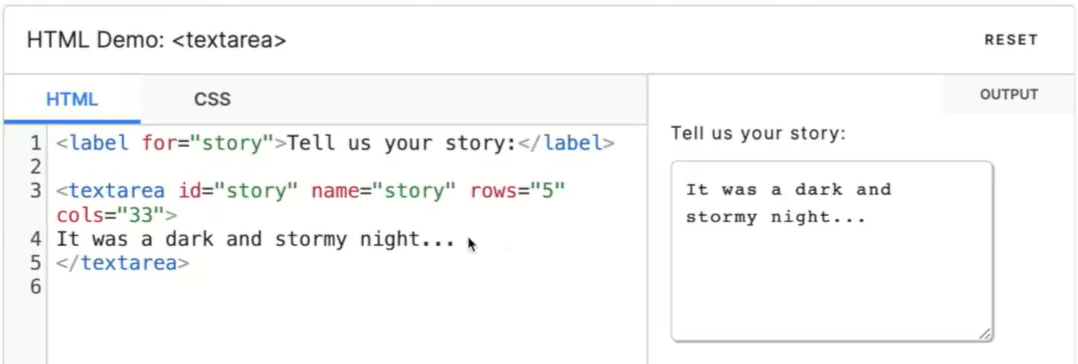 HTML Demo: <textarea>
RESET
HTML
CSS
1 <label for="story">Tell us your story:</label>
2
3 <textarea id="story" name="story" rows="5"
cols="33">
4 It was a dark and stormy night...
5 </textarea>
6
OUTPUT
Tell us your story:
It was a dark and
stormy night...